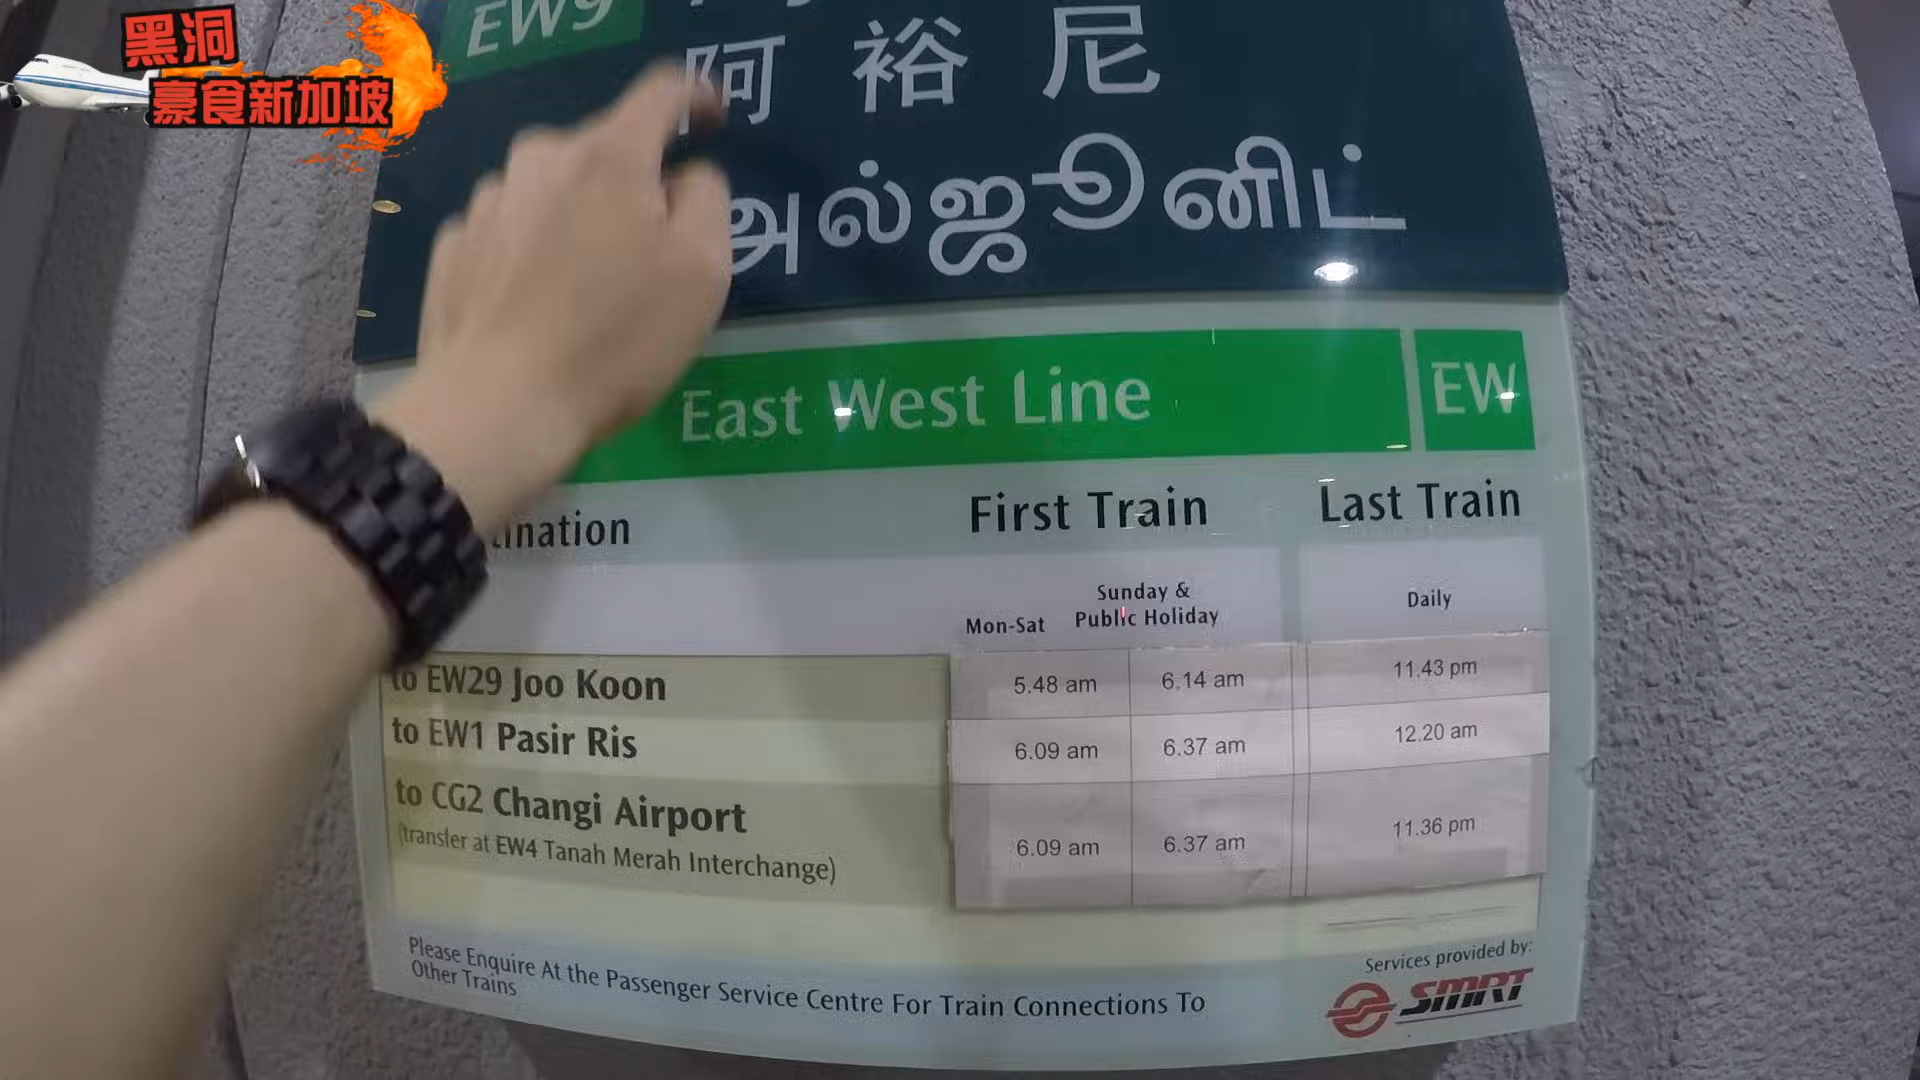 黑洞
豪食新加坡
EW9
阿裕尼
அல்ஜூனிட்
East West Line EW
First Train Last Train
Sunday &
Public Holiday
Mon-Sat Daily
to EW29 Joo Koon 5.48 am 6.14 am 11.43 pm
to EW1 Pasir Ris 6.09 am 6.37 am 12.20 am
to CG2 Changi Airport 6.09 am 6.37 am 11.36 pm
(transfer at EW4 Tanah Merah Interchange)
Please Enquire At the Passenger Service Centre For Train Connections To
Other Trains
Services provided by:
SMRT